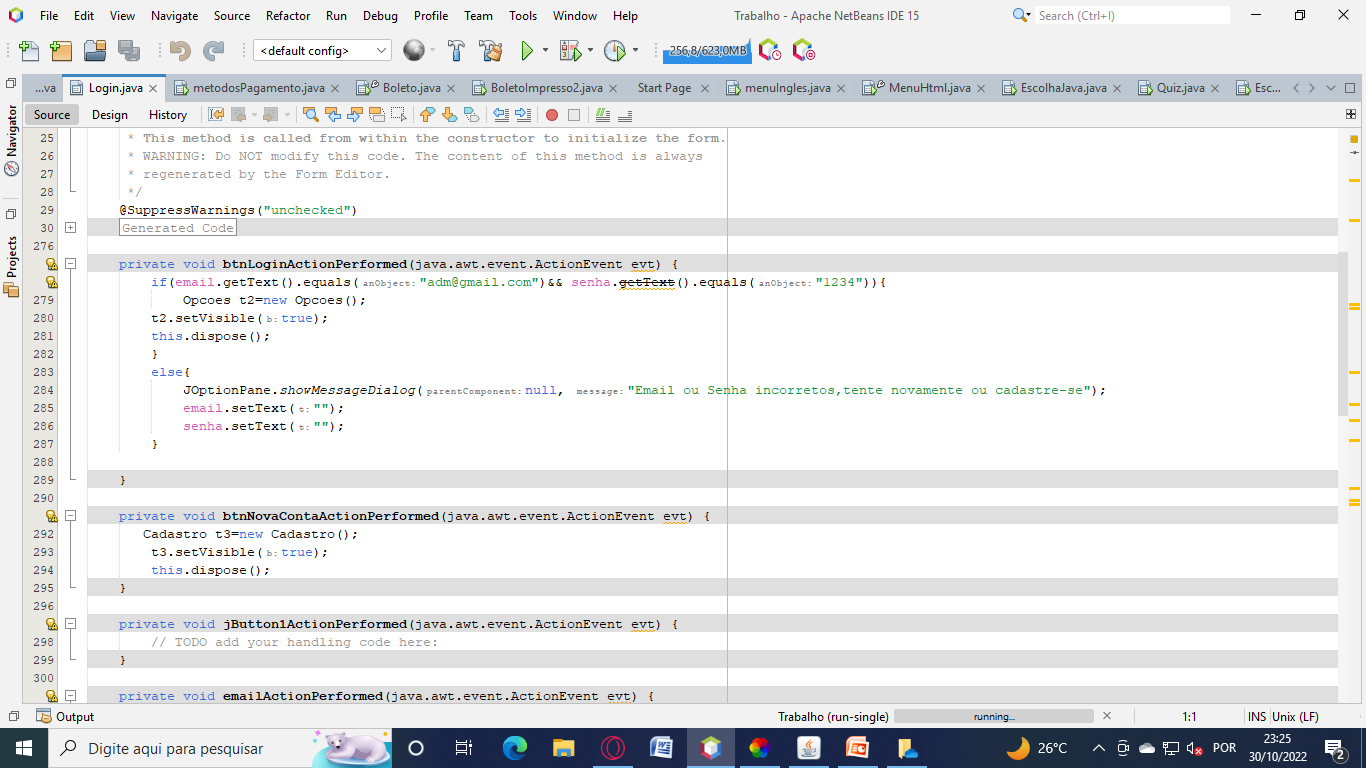 File Edit View Navigate Source Refactor Run Debug Profile Team Tools Window Help Trabalho - Apache NetBeans IDE 15 Search (Ctrl+I)
<default config> 256,8/623,0MB
...va Login.java metodosPagamento.java Boleto.java BoletoImpresso2.java Start Page menuIngles.java MenuHtml.java EscolhaJava.java Quiz.java Esc...
Source Design History
Navigator
Projects
25 * This method is called from within the constructor to initialize the form.
26 * WARNING: Do NOT modify this code. The content of this method is always
27 * regenerated by the Form Editor.
28 */
29 @SuppressWarnings("unchecked")
30 Generated Code
276
private void btnLoginActionPerformed(java.awt.event.ActionEvent evt) {
if(email.getText().equals(anObject:"adm@gmail.com")&& senha.getText().equals(anObject:"1234")){
279 Opcoes t2=new Opcoes();
280 t2.setVisible(b:true);
281 this.dispose();
282 }
283 else{
284 JOptionPane.showMessageDialog(parentComponent:null, message:"Email ou Senha incorretos,tente novamente ou cadastre-se");
285 email.setText(t:"");
286 senha.setText(t:"");
287 }
288
289 }
290
private void btnNovaContaActionPerformed(java.awt.event.ActionEvent evt) {
292 Cadastro t3=new Cadastro();
293 t3.setVisible(b:true);
294 this.dispose();
295 }
296
private void jButton1ActionPerformed(java.awt.event.ActionEvent evt) {
298 // TODO add your handling code here:
299 }
300
private void emailActionPerformed(java.awt.event.ActionEvent evt) {
Output Trabalho (run-single) running... 1:1 INS Unix (LF)
Digite aqui para pesquisar 26°C POR 23:25
30/10/2022 2